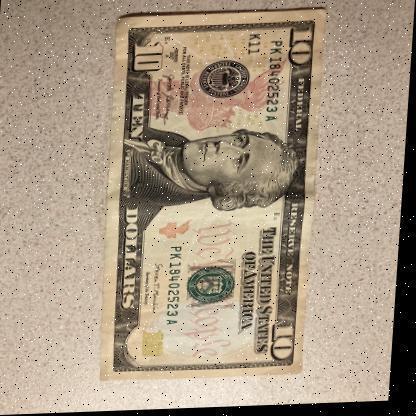 FEDERAL RESERVE NOTE
10
THE UNITED STATES
OF AMERICA
10
PK18402523A
K11
PK18402523A
We the People
10
TEN
DOLLARS